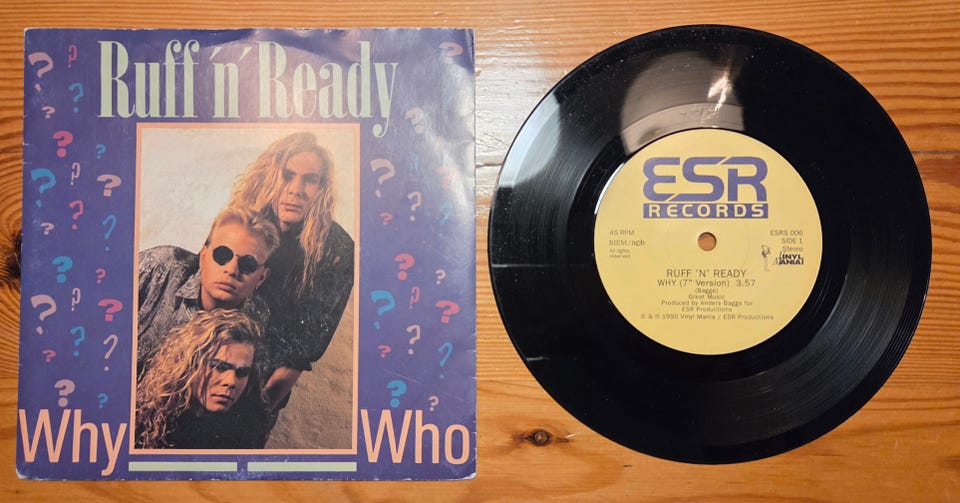 Ruff 'n' Ready
Why Who
ESR
RECORDS
45 RPM
BIEM/ncb
All rights
reserved
ESRS 006
SIDE 1
Stereo
VINYL
MANIA!
RUFF 'N' READY
WHY (7" Version) 3.57
(Bagge)
Great Music
Produced by Anders Bagge for
ESR Productions
© & ℗ 1990 Vinyl Mania / ESR Productions